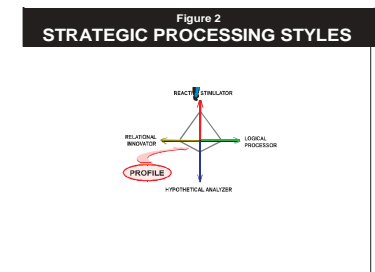 Figure 2
STRATEGIC PROCESSING STYLES
REACTIVE STIMULATOR
RELATIONAL
INNOVATOR
LOGICAL
PROCESSOR
PROFILE
HYPOTHETICAL ANALYZER